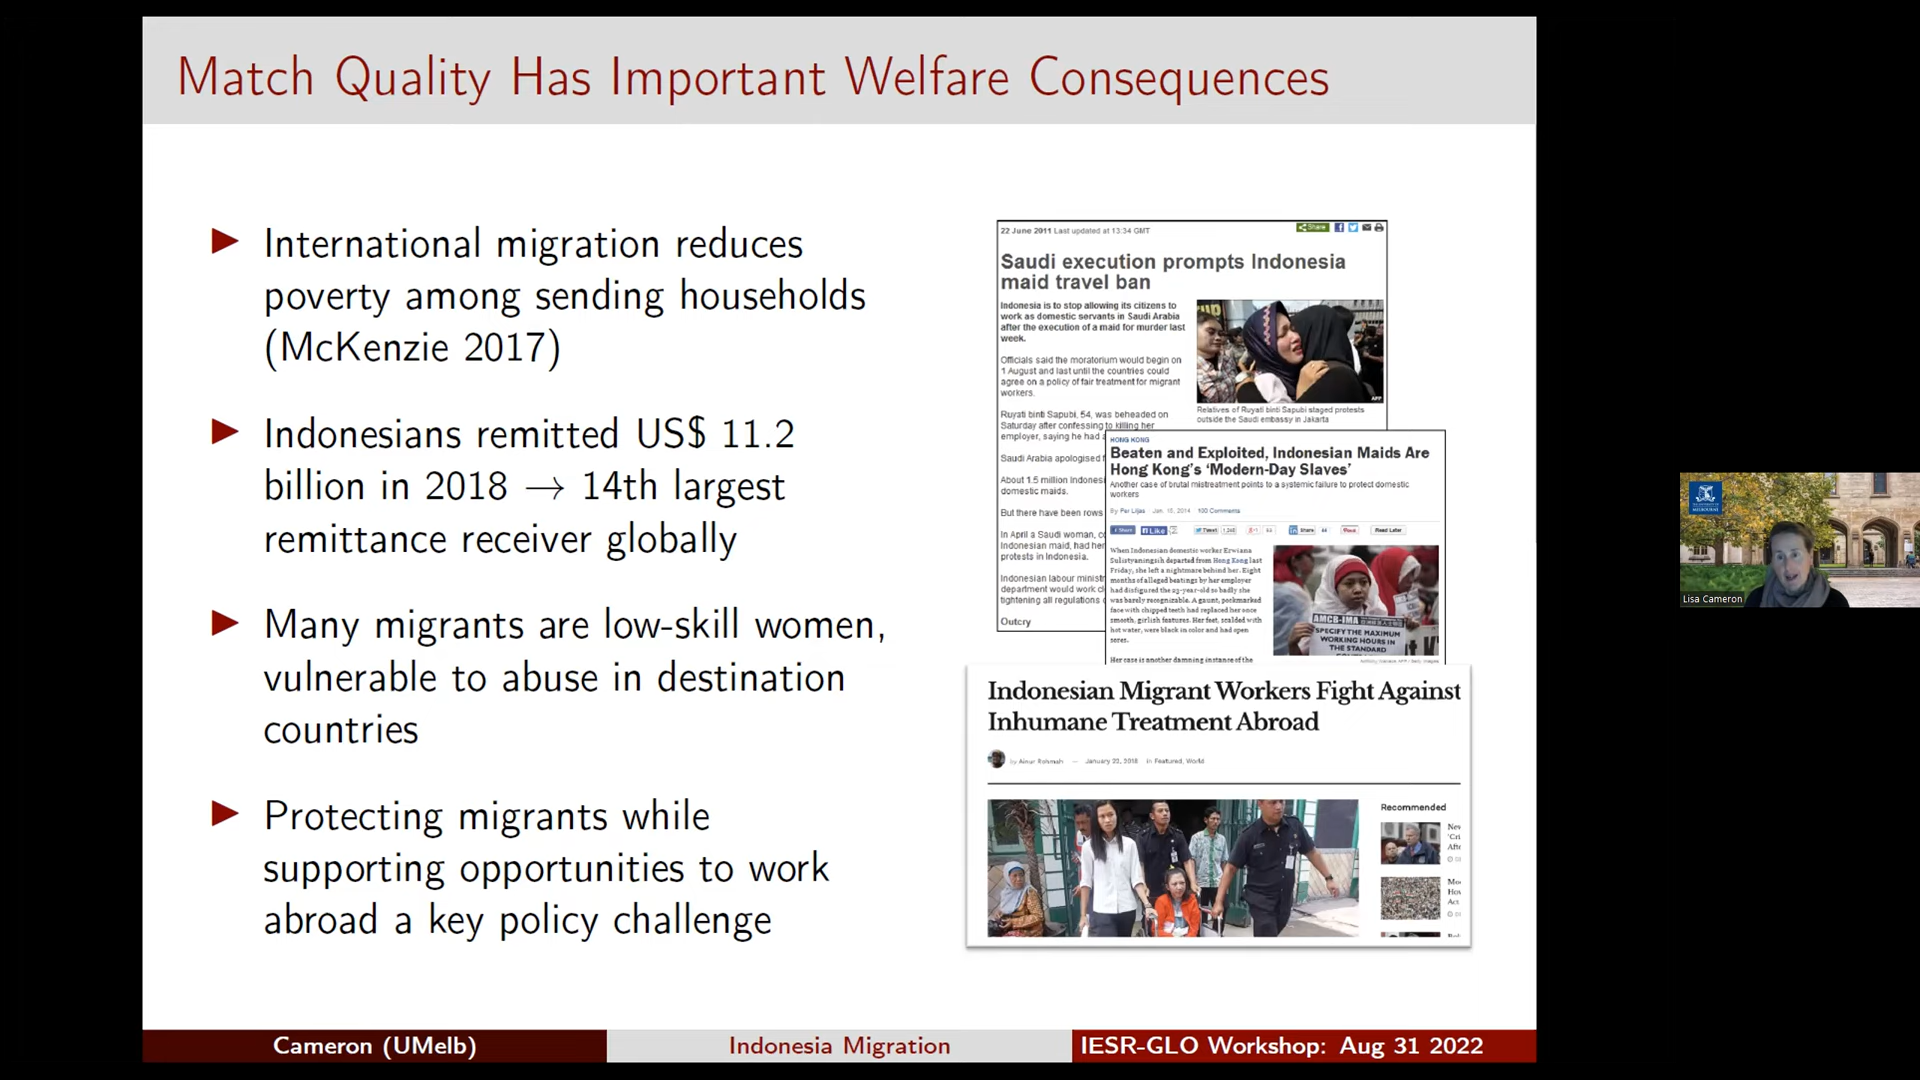 Match Quality Has Important Welfare Consequences
International migration reduces
poverty among sending households
(McKenzie 2017)
Indonesians remitted US$ 11.2
billion in 2018 → 14th largest
remittance receiver globally
Many migrants are low-skill women,
vulnerable to abuse in destination
countries
Protecting migrants while
supporting opportunities to work
abroad a key policy challenge
22 June 2011 Last updated at 13:34 GMT
Share
Saudi execution prompts Indonesia
maid travel ban
Indonesia is to stop allowing its citizens to
work as domestic servants in Saudi Arabia
after the execution of a maid for murder last
week.
Officials said the moratorium would begin on
1 August and last until the countries could
agree on a policy of fair treatment for migrant
workers.
Ruyati binti Sapubi, 54, was beheaded on
Saturday after confessing to killing her
employer, saying he had a
Saudi Arabia apologised f
About 1.5 million Indonesi
domestic maids.
But there have been rows
In April a Saudi woman, c
Indonesian maid, had her
protests in Indonesia.
Indonesian labour ministr
department would work cl
tightening all regulations
Outcry
AFP
Relatives of Ruyati binti Sapubi staged protests
outside the Saudi embassy in Jakarta
HONG KONG
Beaten and Exploited, Indonesian Maids Are
Hong Kong's 'Modern-Day Slaves'
Another case of brutal mistreatment points to a systemic failure to protect domestic
workers
By Per Liljas Jan. 15, 2014 100 Comments
Share Like Tweet Share Read Later
When Indonesian domestic worker Erwiana
Sulistyaningsih departed from Hong Kong last
Friday, she left a nightmare behind her. Eight
months of alleged beatings by her employer
had disfigured the 23-year-old so badly she
was barely recognizable. A gaunt, pockmarked
face with chipped teeth had replaced her once
smooth, girlish features. Her feet, scalded with
hot water, were black in color and had open
sores.
Her case is another damning instance of the
AMCB-IMA
SPECIFY THE MAXIMUM
WORKING HOURS IN
THE STANDARD
Indonesian Migrant Workers Fight Against
Inhumane Treatment Abroad
by Ainur Rohmah — January 22, 2018 in Featured, World
Recommended
Cameron (UMelb)
Indonesia Migration
IESR-GLO Workshop: Aug 31 2022
MELBOURNE
Lisa Cameron